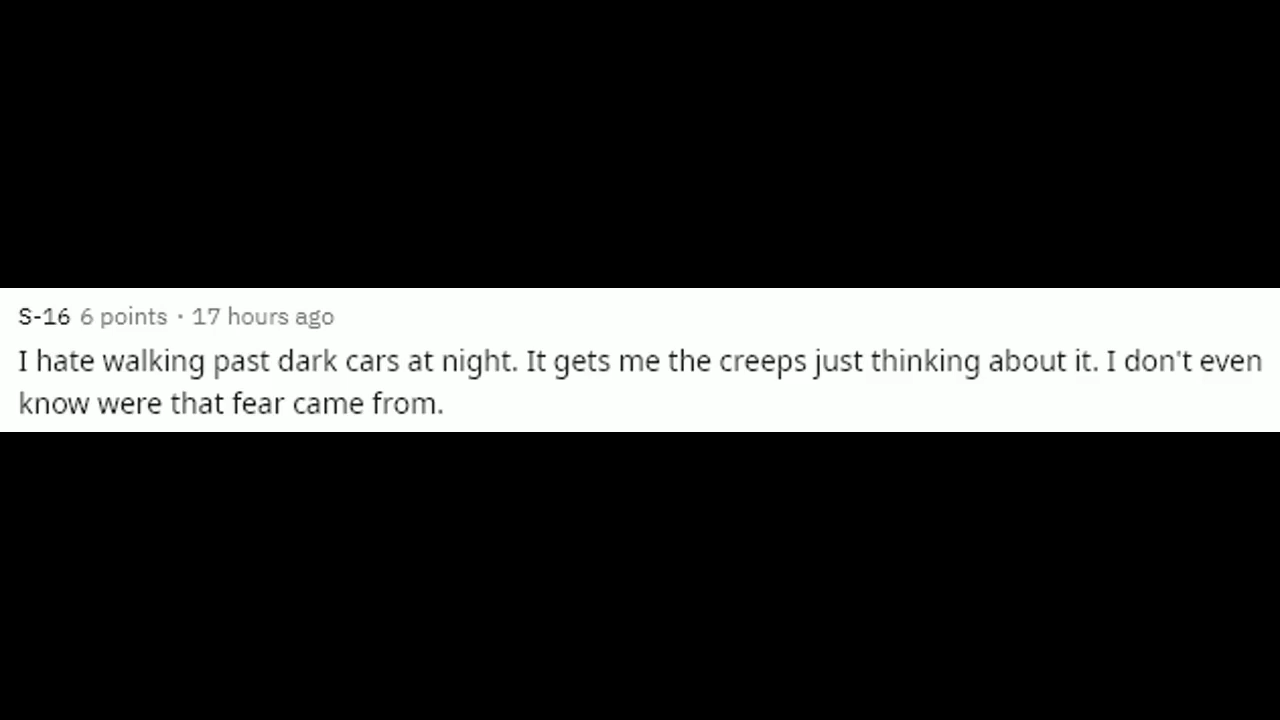 S-16 6 points · 17 hours ago
I hate walking past dark cars at night. It gets me the creeps just thinking about it. I don't even
know were that fear came from.